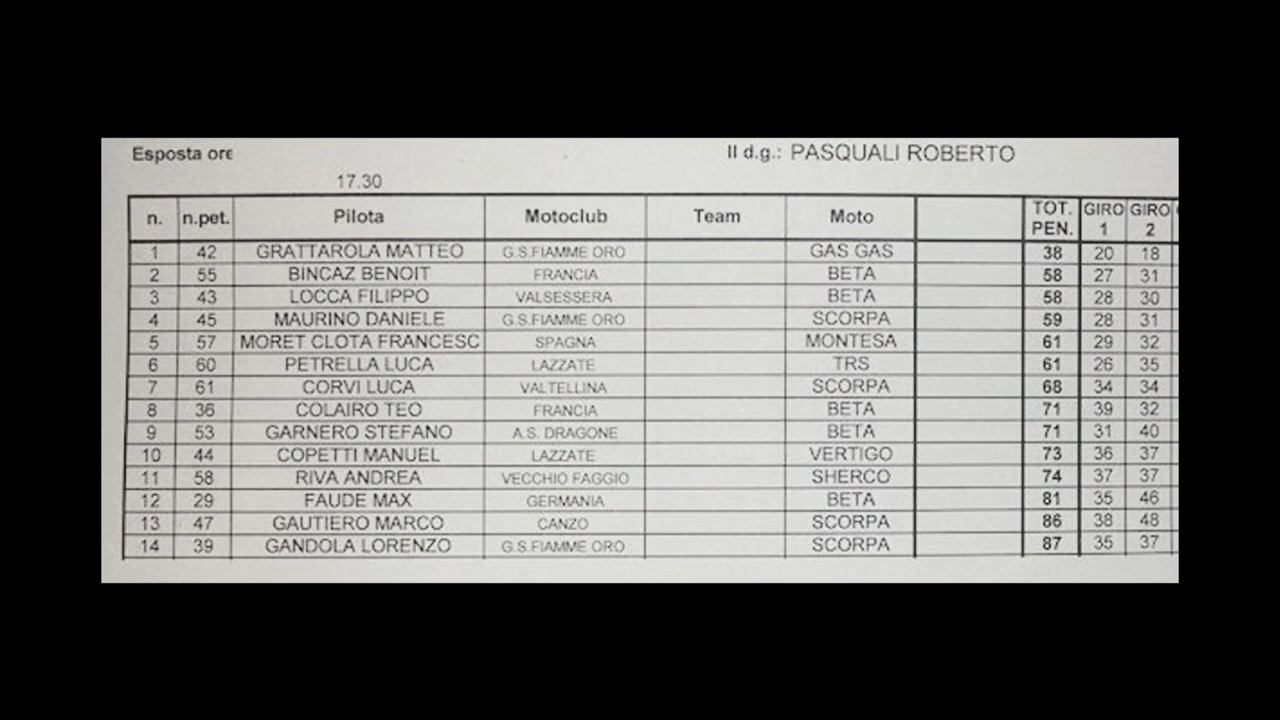 Esposta ore
Il d.g.: PASQUALI ROBERTO
17.30
n. n.pet. Pilota Motoclub Team Moto TOT. PEN. GIRO 1 GIRO 2
1 42 GRATTAROLA MATTEO G.S.FIAMME ORO GAS GAS 38 20 18
2 55 BINCAZ BENOIT FRANCIA BETA 58 27 31
3 43 LOCCA FILIPPO VALSESSERA BETA 58 28 30
4 45 MAURINO DANIELE G.S.FIAMME ORO SCORPA 59 28 31
5 57 MORET CLOTA FRANCESC SPAGNA MONTESA 61 29 32
6 60 PETRELLA LUCA LAZZATE TRS 61 26 35
7 61 CORVI LUCA VALTELLINA SCORPA 68 34 34
8 36 COLAIRO TEO FRANCIA BETA 71 39 32
9 53 GARNERO STEFANO A.S. DRAGONE BETA 71 31 40
10 44 COPETTI MANUEL LAZZATE VERTIGO 73 36 37
11 58 RIVA ANDREA VECCHIO FAGGIO SHERCO 74 37 37
12 29 FAUDE MAX GERMANIA BETA 81 35 46
13 47 GAUTIERO MARCO CANZO SCORPA 86 38 48
14 39 GANDOLA LORENZO G.S.FIAMME ORO SCORPA 87 35 37